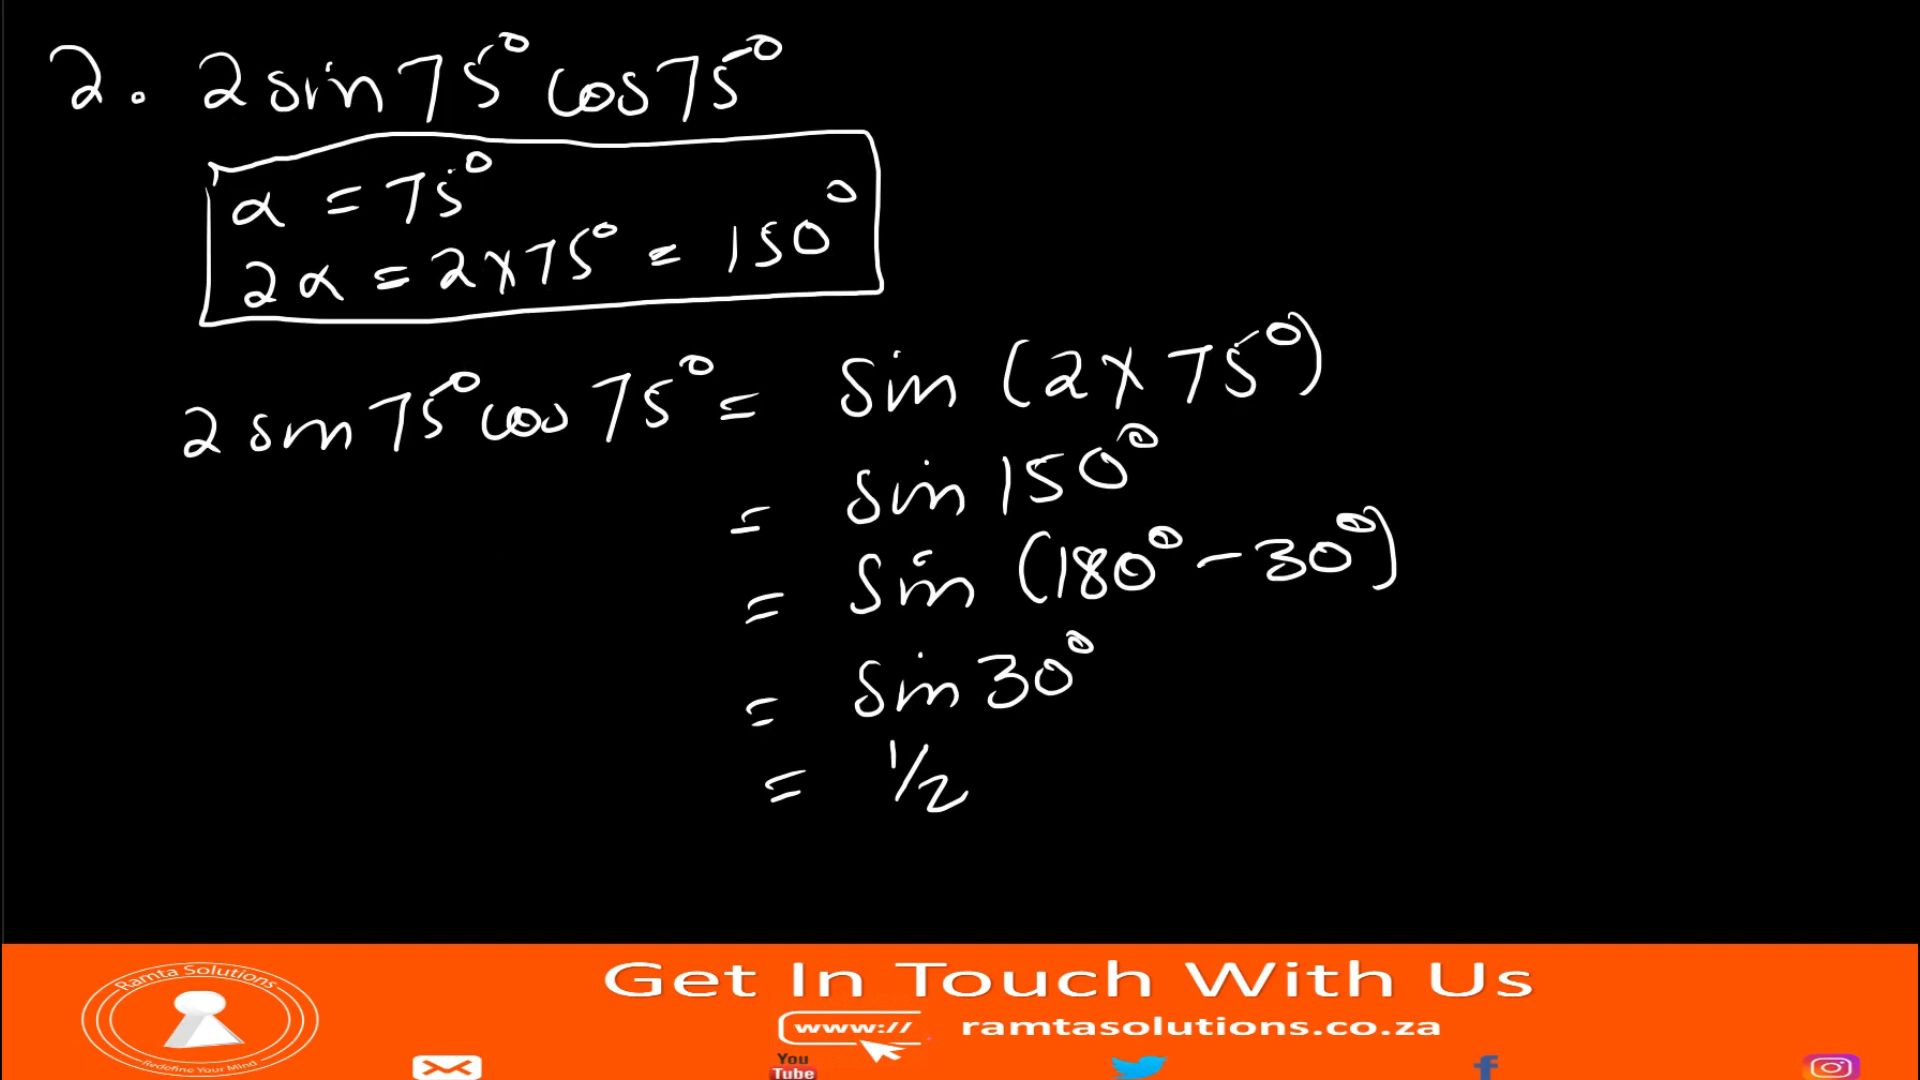 2. 2sin75° cos75°
α = 75°
2α = 2×75° = 150°
2sin75°cos75° = sin (2×75°)
= sin 150°
= sin (180° - 30°)
= sin 30°
= 1/2
Get In Touch With Us
www://
ramtasolutions.co.za
Ramta Solutions
Redefine Your Mind
You
Tube
f